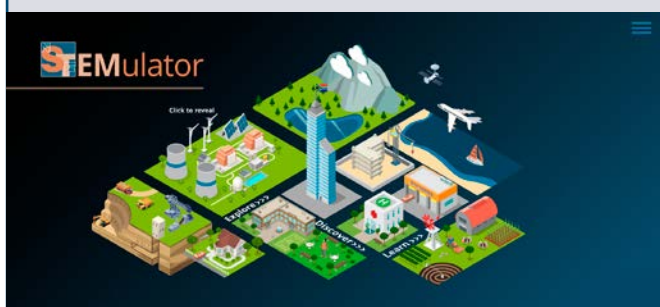 STEMulator
Click to reveal
Explore>>>
Discover>>>
Learn>>>
H